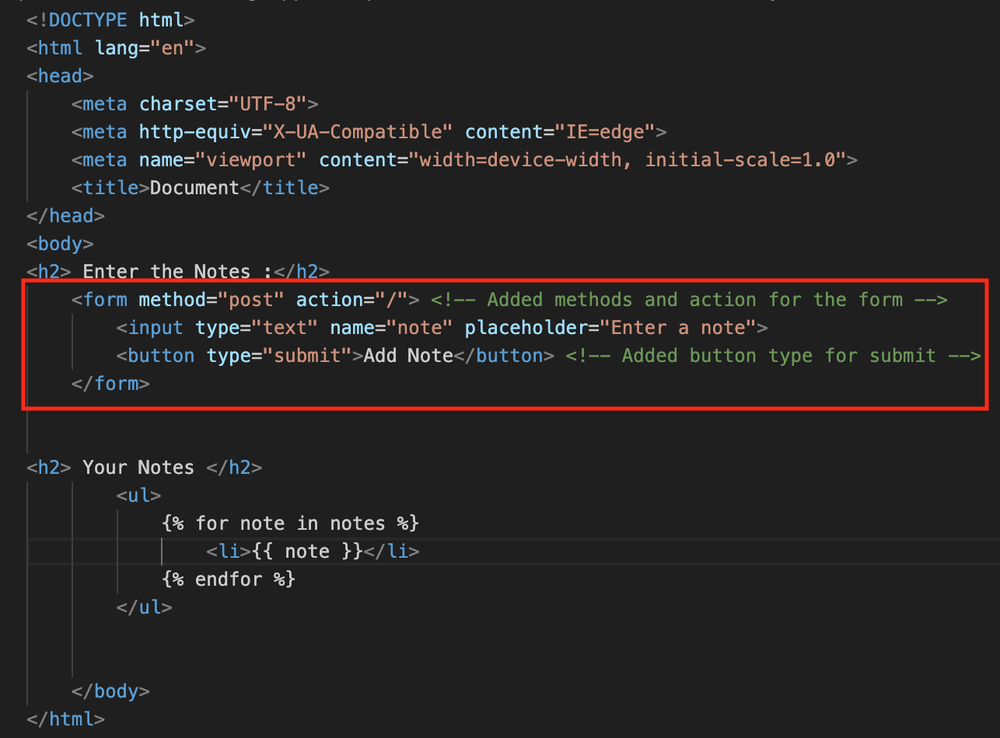 <!DOCTYPE html>
<html lang="en">
<head>
    <meta charset="UTF-8">
    <meta http-equiv="X-UA-Compatible" content="IE=edge">
    <meta name="viewport" content="width=device-width, initial-scale=1.0">
    <title>Document</title>
</head>
<body>
<h2> Enter the Notes :</h2>
    <form method="post" action="/"> <!-- Added methods and action for the form -->
        <input type="text" name="note" placeholder="Enter a note">
        <button type="submit">Add Note</button> <!-- Added button type for submit -->
    </form>
<h2> Your Notes </h2>
        <ul>
            {% for note in notes %}
                <li>{{ note }}</li>
            {% endfor %}
        </ul>
    </body>
</html>